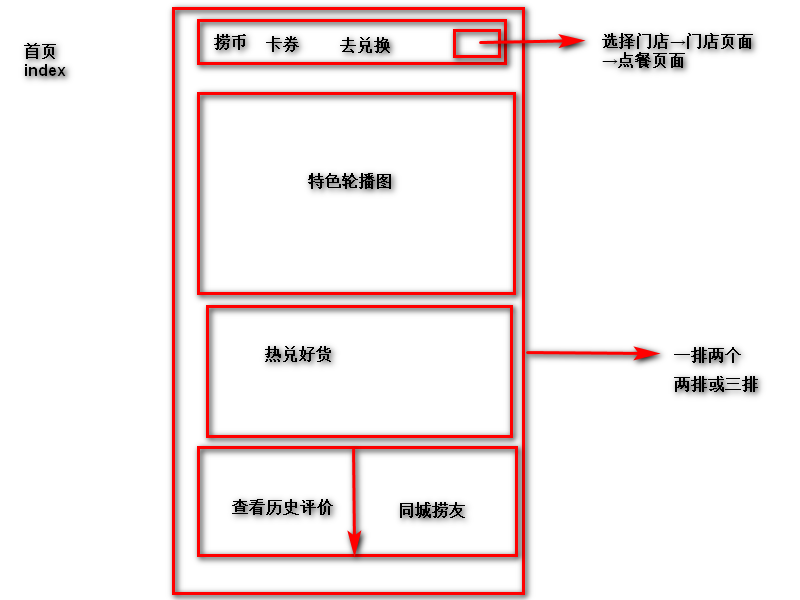 首页
index
捞币 卡券 去兑换
选择门店→门店页面
→点餐页面
特色轮播图
热兑好货
一排两个
两排或三排
查看历史评价
同城捞友